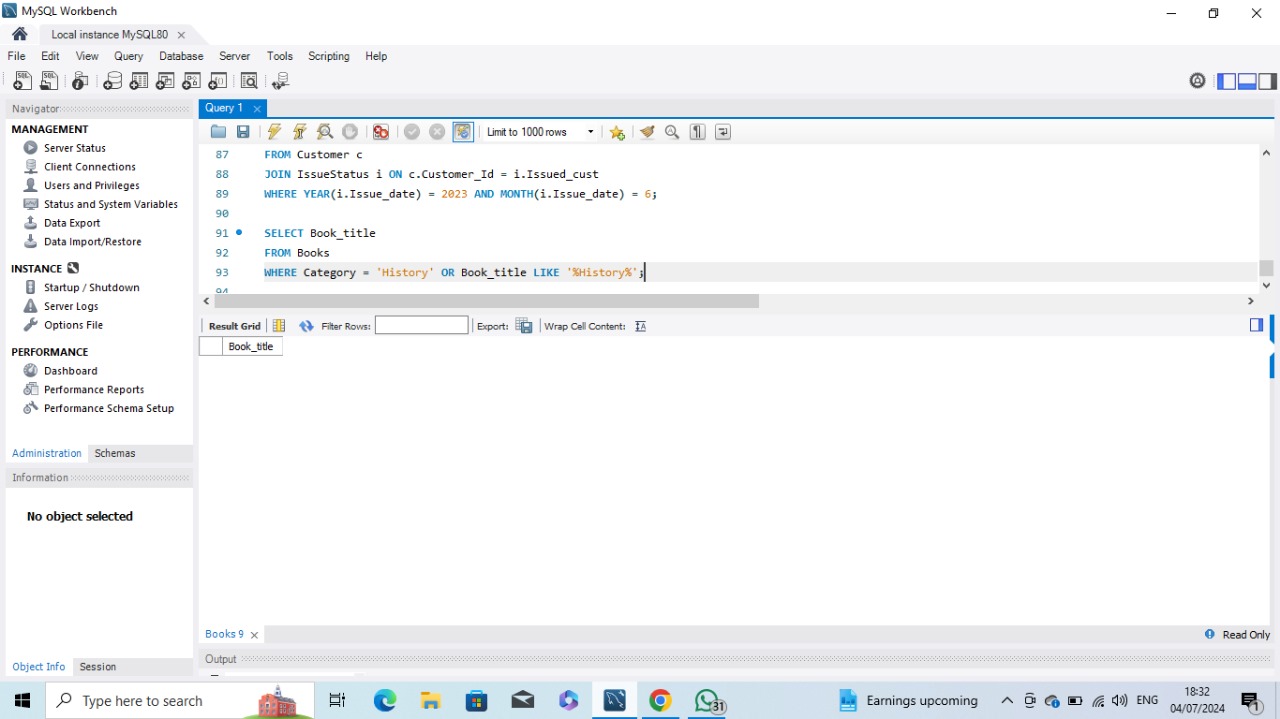 MySQL Workbench
Local instance MySQL80
File Edit View Query Database Server Tools Scripting Help
Navigator
MANAGEMENT
Server Status
Client Connections
Users and Privileges
Status and System Variables
Data Export
Data Import/Restore
INSTANCE
Startup / Shutdown
Server Logs
Options File
PERFORMANCE
Dashboard
Performance Reports
Performance Schema Setup
Administration Schemas
Information
No object selected
Object Info Session
Query 1
Limit to 1000 rows
87 FROM Customer c
88 JOIN IssueStatus i ON c.Customer_Id = i.Issued_cust
89 WHERE YEAR(i.Issue_date) = 2023 AND MONTH(i.Issue_date) = 6;
90
91 SELECT Book_title
92 FROM Books
93 WHERE Category = 'History' OR Book_title LIKE '%History%';
94
Result Grid Filter Rows: Export: Wrap Cell Content:
Book_title
Books 9 Read Only
Output
Type here to search
31
Earnings upcoming
ENG
04/07/2024
1